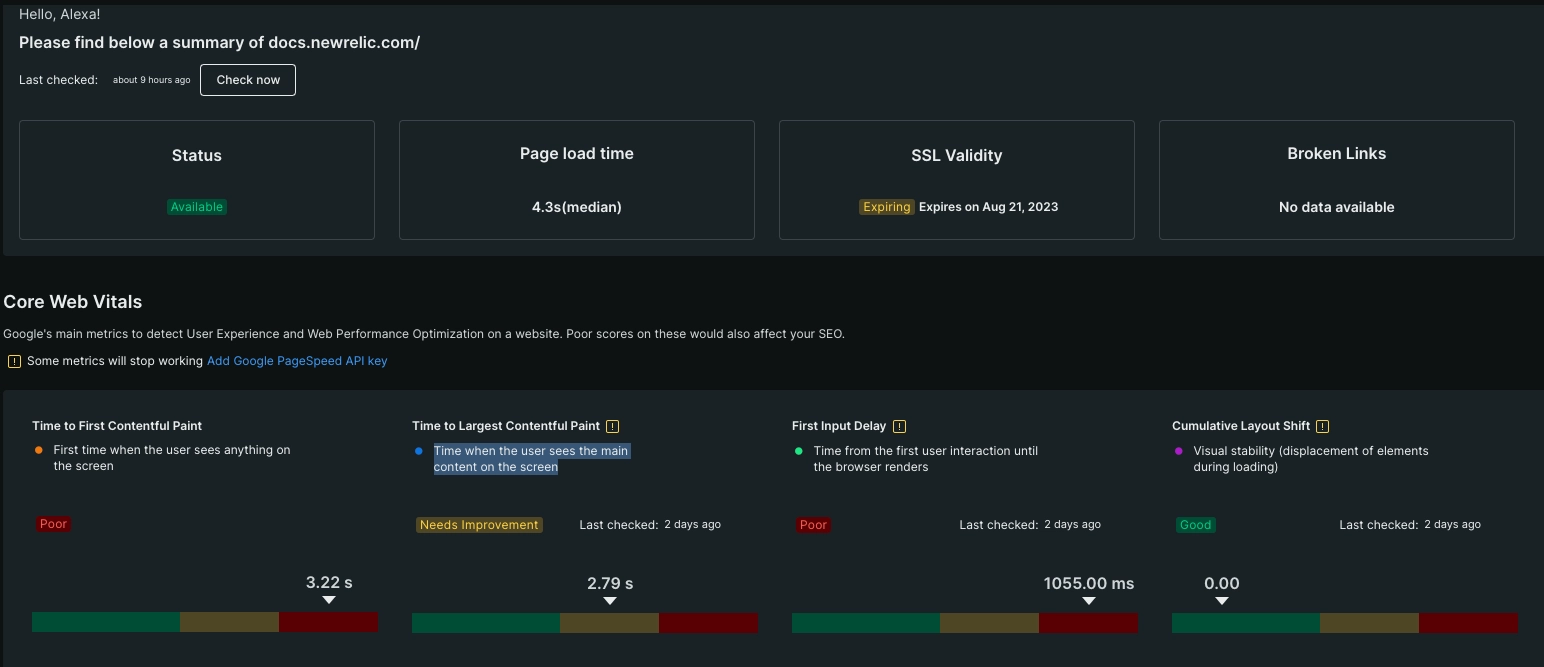 Hello, Alexa!
Please find below a summary of docs.newrelic.com/
Last checked: about 9 hours ago Check now
Status
Available
Page load time
4.3s(median)
SSL Validity
Expiring Expires on Aug 21, 2023
Broken Links
No data available
Core Web Vitals
Google's main metrics to detect User Experience and Web Performance Optimization on a website. Poor scores on these would also affect your SEO.
! Some metrics will stop working Add Google PageSpeed API key
Time to First Contentful Paint
First time when the user sees anything on
the screen
Poor
3.22 s
Time to Largest Contentful Paint !
Time when the user sees the main
content on the screen
Needs Improvement Last checked: 2 days ago
2.79 s
First Input Delay !
Time from the first user interaction until
the browser renders
Poor Last checked: 2 days ago
1055.00 ms
Cumulative Layout Shift !
Visual stability (displacement of elements
during loading)
Good Last checked: 2 days ago
0.00